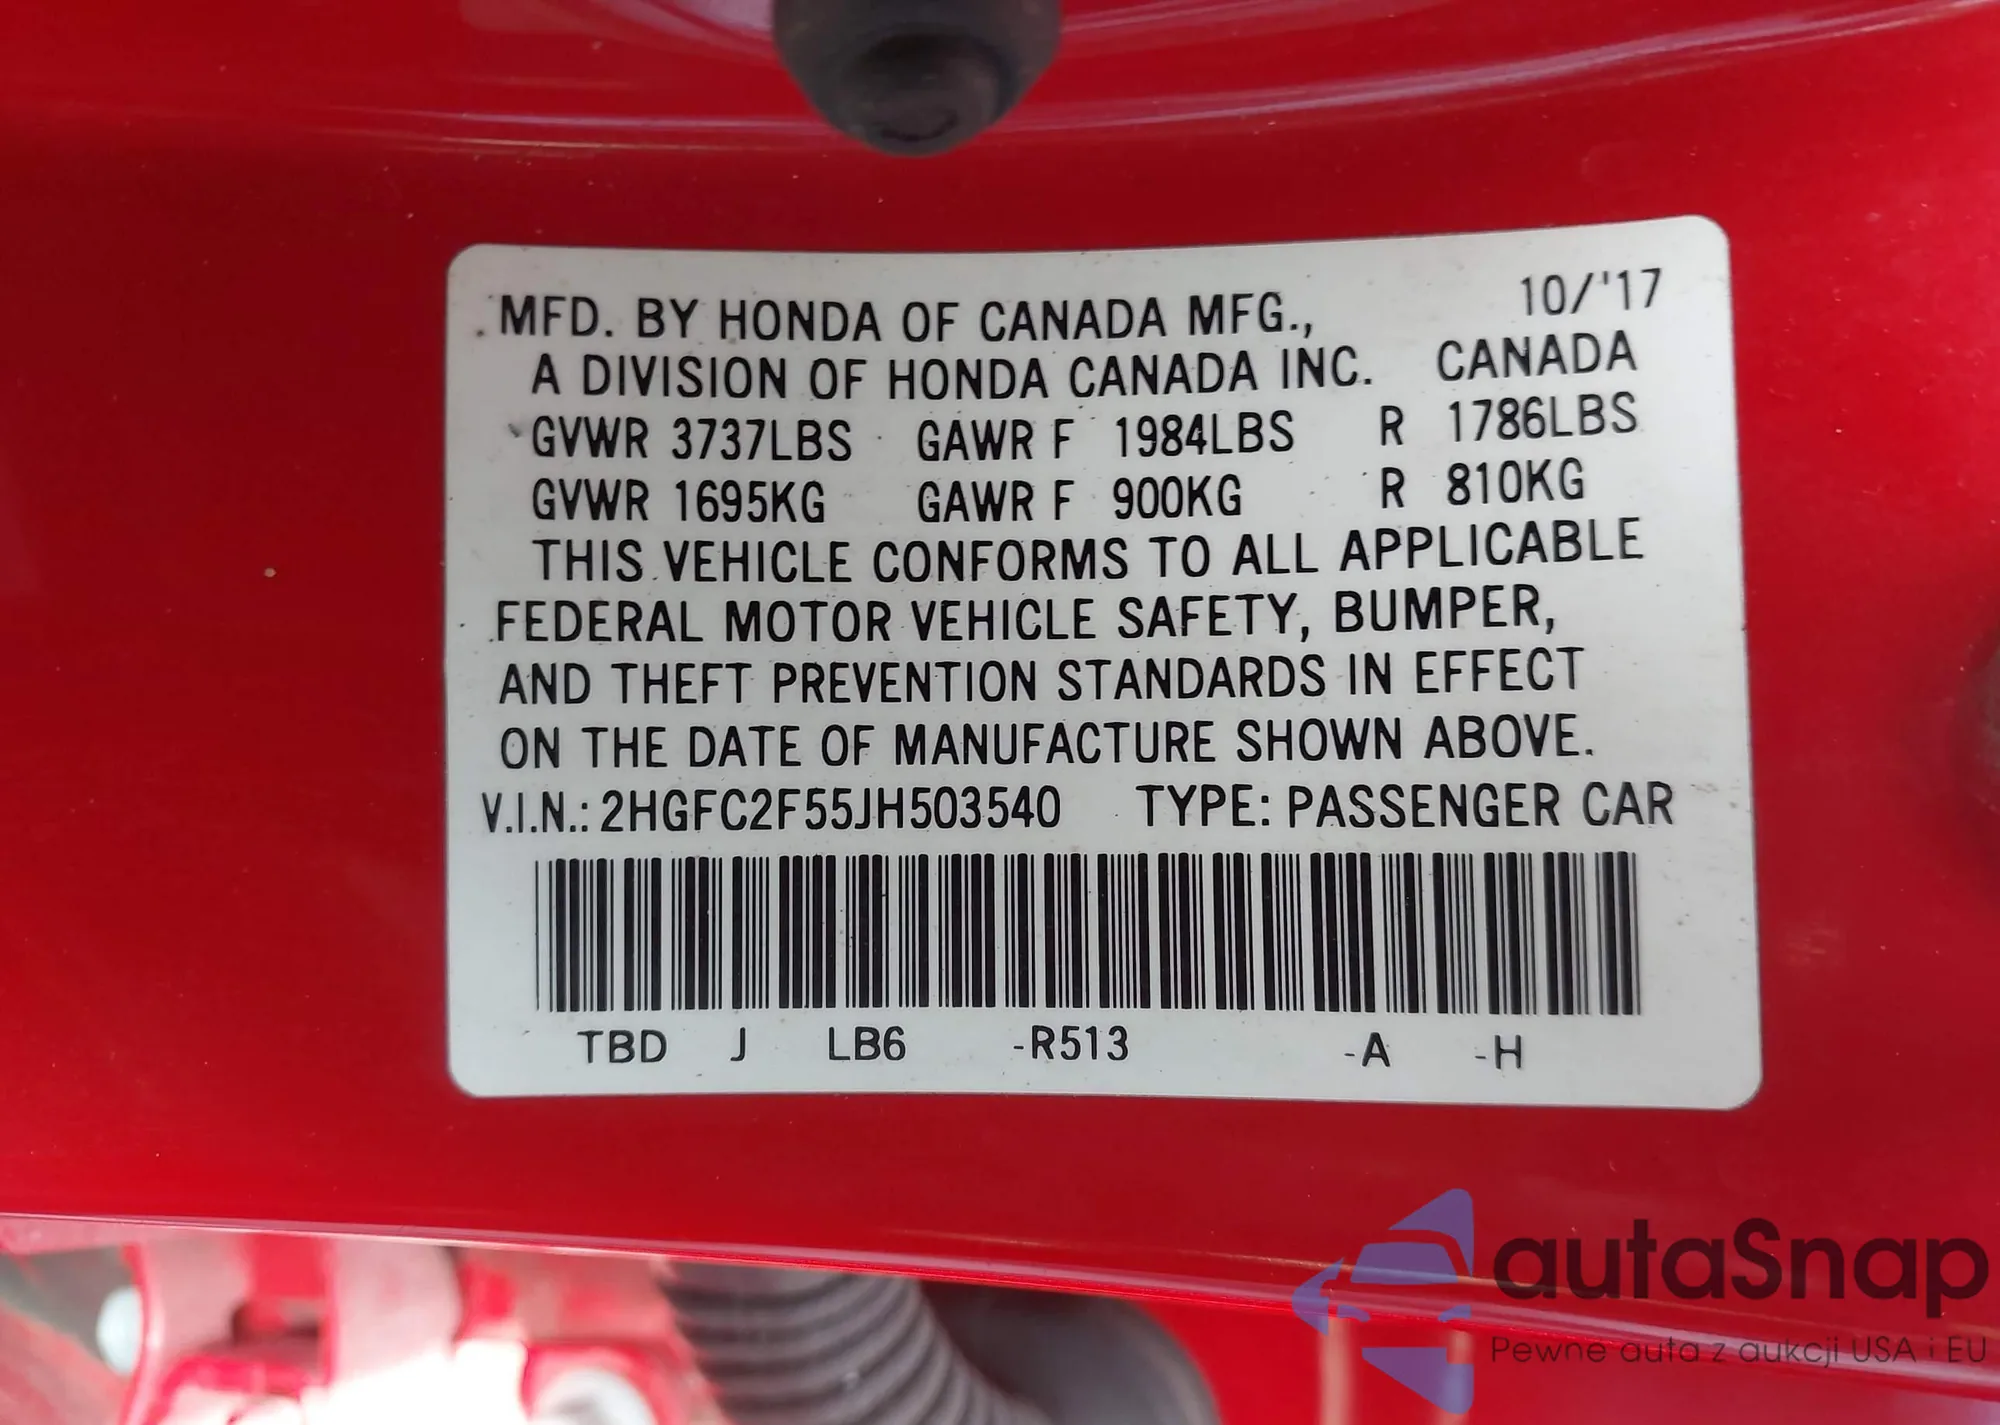 MFD. BY HONDA OF CANADA MFG., 10/'17
A DIVISION OF HONDA CANADA INC. CANADA
GVWR 3737LBS GAWR F 1984LBS R 1786LBS
GVWR 1695KG GAWR F 900KG R 810KG
THIS VEHICLE CONFORMS TO ALL APPLICABLE
FEDERAL MOTOR VEHICLE SAFETY, BUMPER,
AND THEFT PREVENTION STANDARDS IN EFFECT
ON THE DATE OF MANUFACTURE SHOWN ABOVE.
V.I.N.: 2HGFC2F55JH503540 TYPE: PASSENGER CAR
TBD J LB6 -R513 -A -H
autaSnap
Pewne auta z aukcji USA i EU